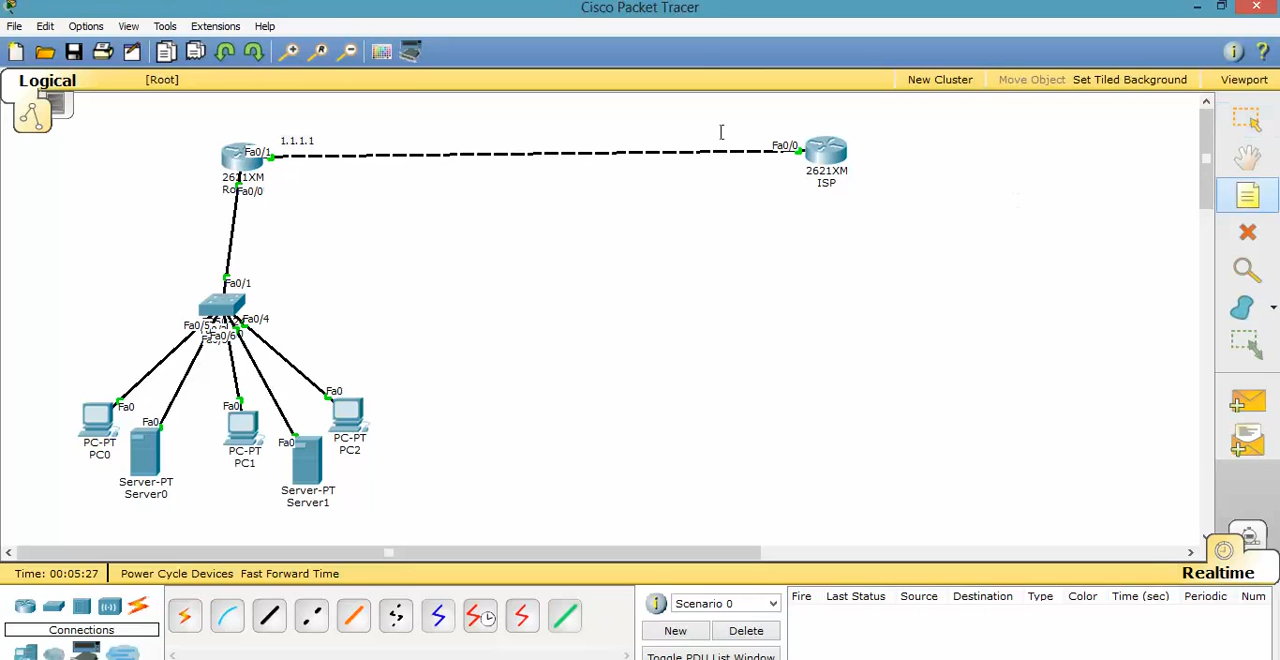 Cisco Packet Tracer
File Edit Options View Tools Extensions Help
Logical [Root] New Cluster Move Object Set Tiled Background Viewport
1.1.1.1
Fa0/1 Fa0/0
2621XM 2621XM
Fa0/0 ISP
Fa0/1
Fa0/4
Fa0/5
Fa0/6
Fa0
Fa0 Fa0
Fa0
Fa0
PC-PT
PC0
PC-PT
PC1
PC-PT
PC2
Server-PT
Server0
Server-PT
Server1
Time: 00:05:27 Power Cycle Devices Fast Forward Time Realtime
Scenario 0
Fire Last Status Source Destination Type Color Time (sec) Periodic Num
Connections
New Delete
Toggle PDU List Window